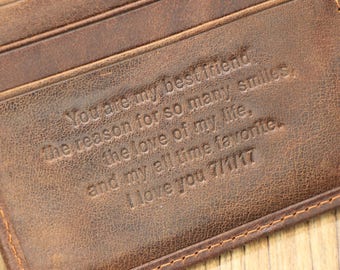 You are my best friend,
the reason for so many smiles,
the love of my life,
and my all time favorite.
I love you 7/1/17